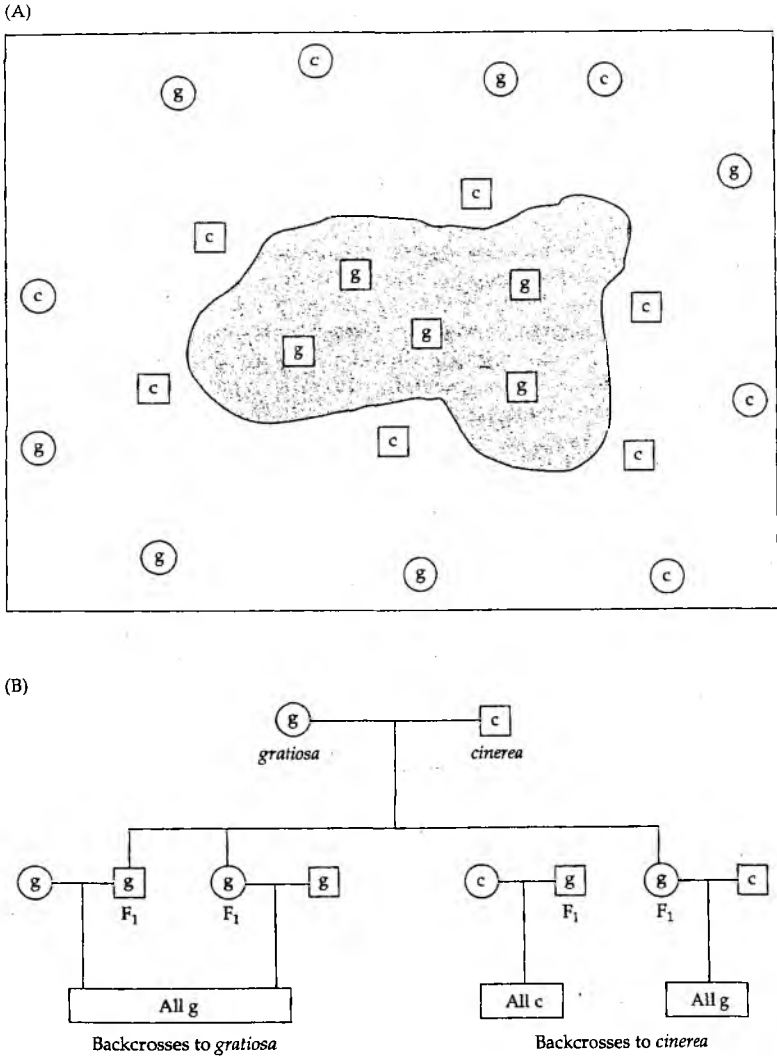 (A)
c
g g c
g
c
c
g g
c c
g
g
c g
c
c
g c
g
g c
(B)
g c
gratiosa cinerea
g g g g c g g c
F1 F1 F1 F1
All g All c All g
Backcrosses to gratiosa Backcrosses to cinerea